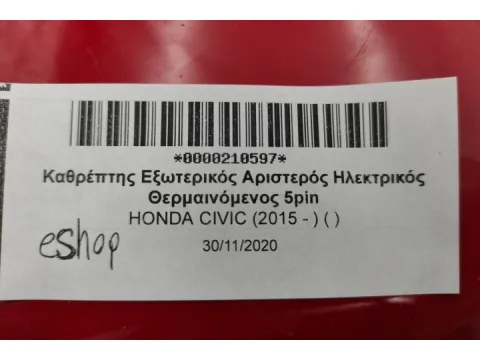 *0000210597*
Καθρέπτης Εξωτερικός Αριστερός Ηλεκτρικός
Θερμαινόμενος 5pin
HONDA CIVIC (2015 - ) ( )
eshop
30/11/2020